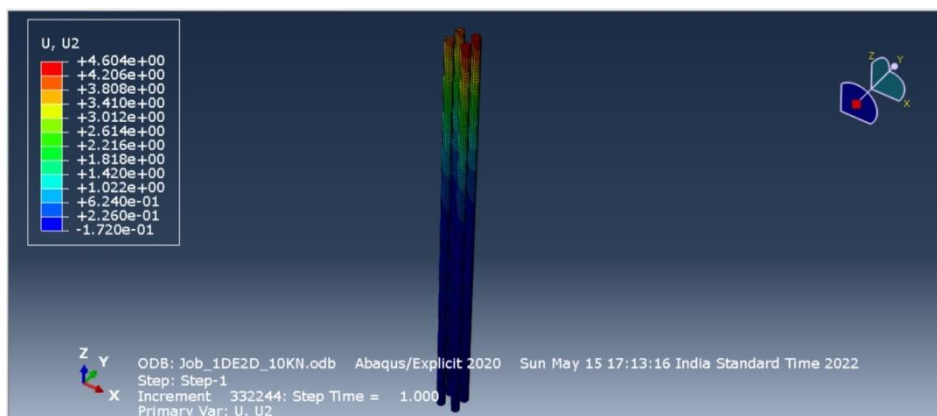 U, U2
+4.604e+00
+4.206e+00
+3.808e+00
+3.410e+00
+3.012e+00
+2.614e+00
+2.216e+00
+1.818e+00
+1.420e+00
+1.022e+00
+6.240e-01
+2.260e-01
-1.720e-01
Z
Y
X
Z
Y
X
ODB: Job_1DE2D_10KN.odb Abaqus/Explicit 2020 Sun May 15 17:13:16 India Standard Time 2022
Step: Step-1
Increment 332244: Step Time = 1.000
Primary Var: U, U2